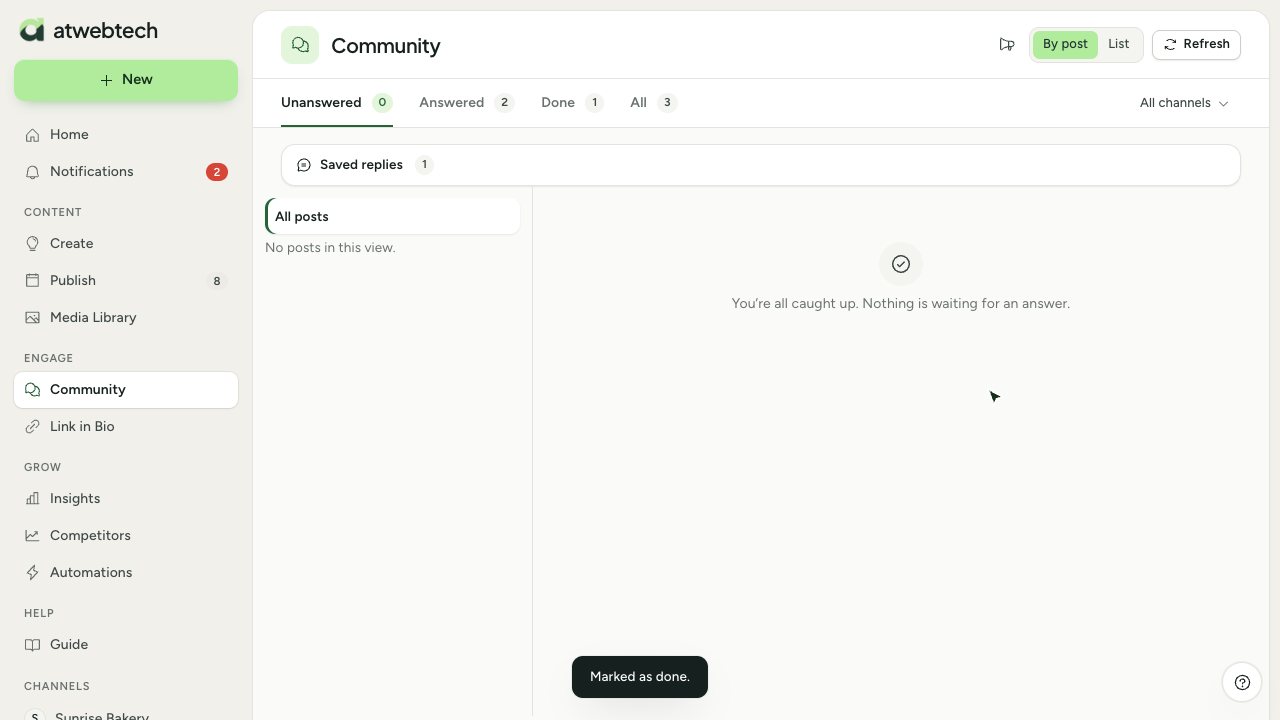 atwebtech
Community
By post
List
Refresh
New
Unanswered 0
Answered 2
Done 1
All 3
All channels
Home
Notifications 2
Saved replies 1
CONTENT
All posts
Create
No posts in this view.
Publish 8
You're all caught up. Nothing is waiting for an answer.
Media Library
ENGAGE
Community
Link in Bio
GROW
Insights
Competitors
Automations
HELP
Guide
Marked as done.
CHANNELS
S Sunrise Bakery